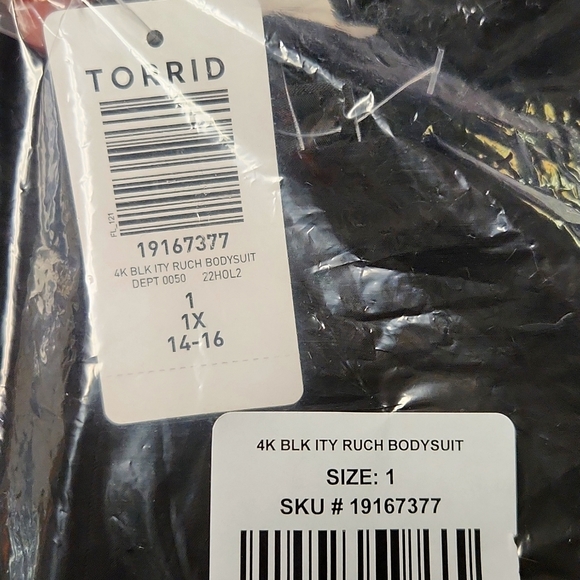 TORRID
FL_121
19167377
4K BLK ITY RUCH BODYSUIT
DEPT 0050 22HOL2
1
1X
14-16
4K BLK ITY RUCH BODYSUIT
SIZE: 1
SKU # 19167377